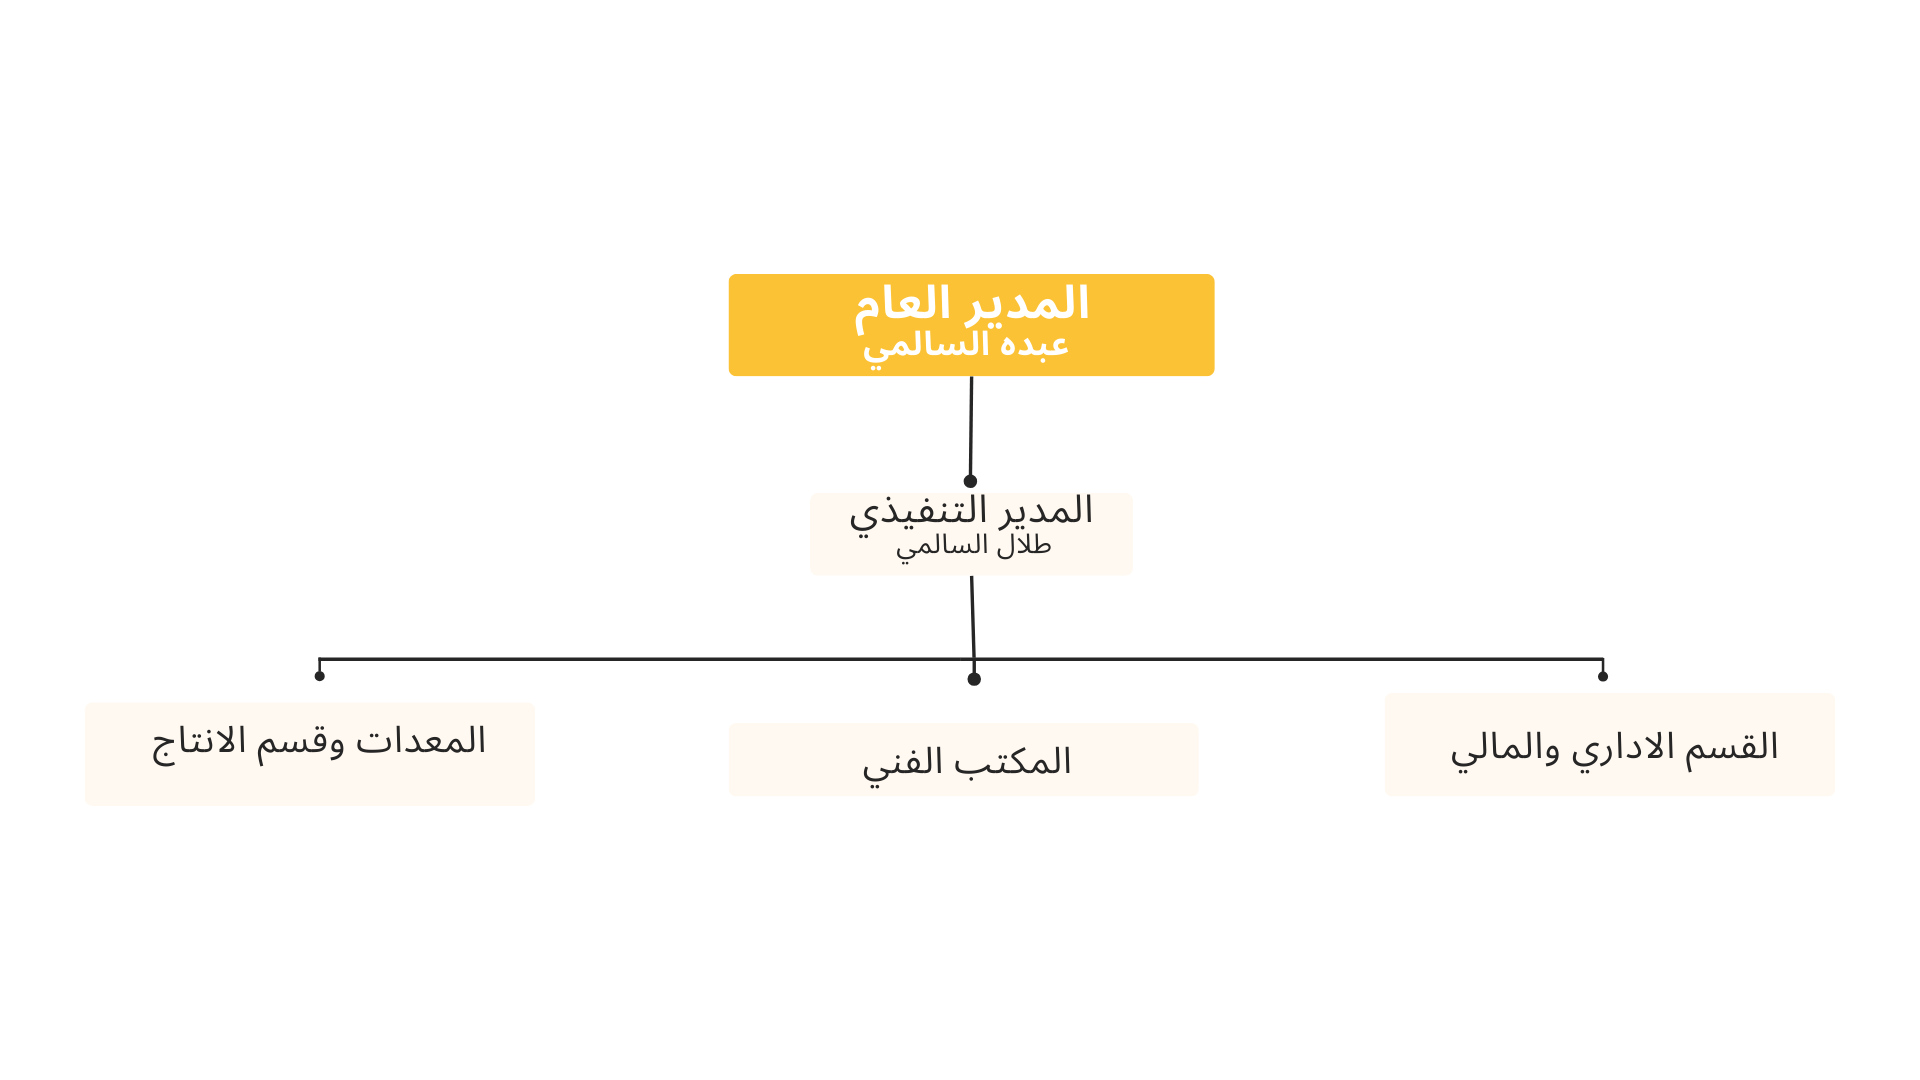 المدير العام
عبده السالمي
المدير التنفيذي
طلال السالمي
القسم الاداري والمالي
المكتب الفني
المعدات وقسم الانتاج